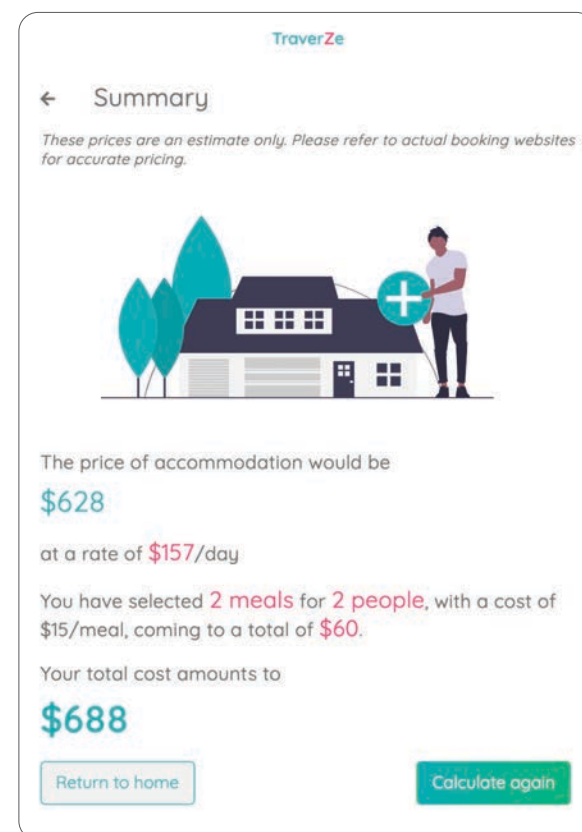 TraverZe
← Summary
These prices are an estimate only. Please refer to actual booking websites
for accurate pricing.
The price of accommodation would be
$628
at a rate of $157/day
You have selected 2 meals for 2 people, with a cost of
$15/meal, coming to a total of $60.
Your total cost amounts to
$688
Return to home
Calculate again